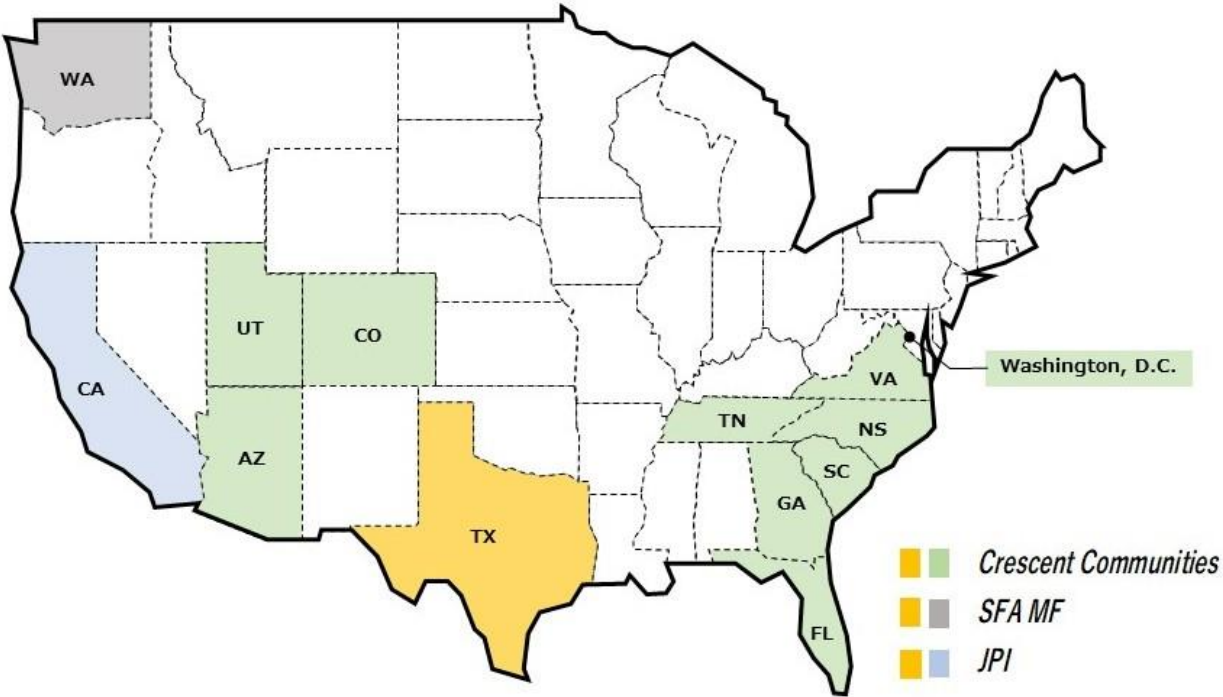 WA
UT
CO
CA
Washington, D.C.
VA
TN
NS
AZ
SC
GA
TX
FL
Crescent Communities
SFA MF
JPI